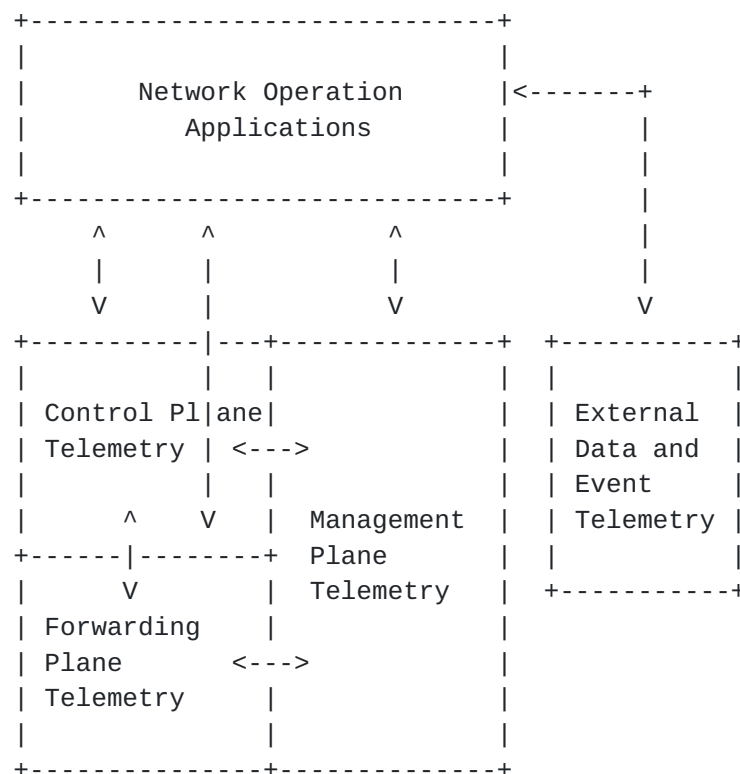 Network Operation
Applications
Control Plane
Telemetry
External
Data and
Event
Telemetry
Management
Plane
Telemetry
Forwarding
Plane
Telemetry